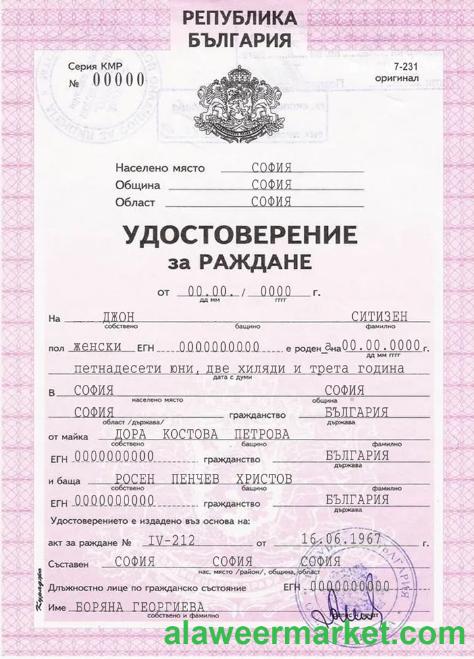 РЕПУБЛИКА
БЪЛГАРИЯ
Серия КМР
№ 00000
7-231
оригинал
Населено място СОФИЯ
Община СОФИЯ
Област СОФИЯ
УДОСТОВЕРЕНИЕ
за РАЖДАНЕ
от 00.00. / 0000 г.
дд мм гггг
На ДЖОН СИТИЗЕН
собствено бащино фамилно
пол женски ЕГН 0000000000 е роден а на 00.00.0000 г.
дд мм гггг
петнадесети юни, две хиляди и трета година
дата с думи
в СОФИЯ СОФИЯ
населено място община
СОФИЯ гражданство БЪЛГАРИЯ
област /държава/ държава
от майка ДОРА КОСТОВА ПЕТРОВА
собствено бащино фамилно
ЕГН 0000000000 гражданство БЪЛГАРИЯ
държава
и баща РОСЕН ПЕНЧЕВ ХРИСТОВ
собствено бащино фамилно
ЕГН 0000000000 гражданство БЪЛГАРИЯ
държава
Удостоверението е издадено въз основа на:
акт за раждане № IV-212 от 16.06.1967 г.
Съставен СОФИЯ СОФИЯ СОФИЯ
нас. място /район/, община, област
Длъжностно лице по гражданско състояние ЕГН 0000000000
Име БОРЯНА ГЕОРГИЕВА
собствено и фамилно
alaweermarket.com